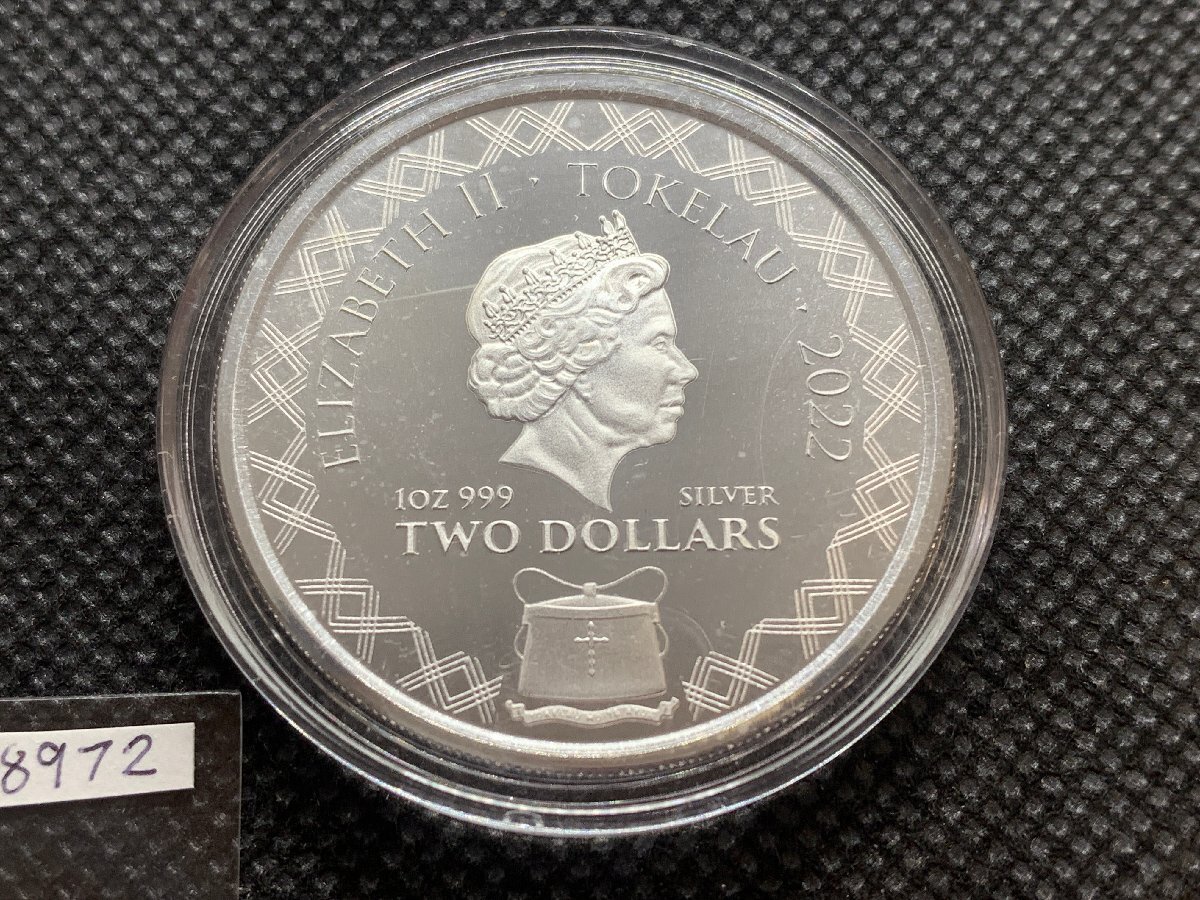 ELIZABETH II · TOKELAU · 2022
1OZ 999 SILVER
TWO DOLLARS
8972